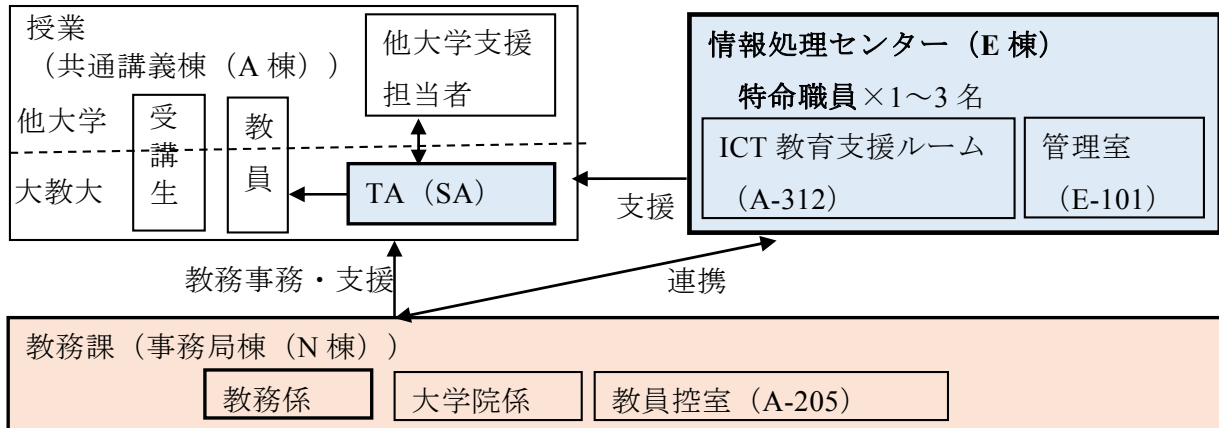 授業
(共通講義棟(A 棟))
他大学支援
担当者
他大学
大教大
受講生
教員
TA(SA)
情報処理センター(E 棟)
特命職員×1～3 名
ICT 教育支援ルーム
(A-312)
管理室
(E-101)
支援
教務事務・支援
連携
教務課(事務局棟(N 棟))
教務係
大学院係
教員控室(A-205)